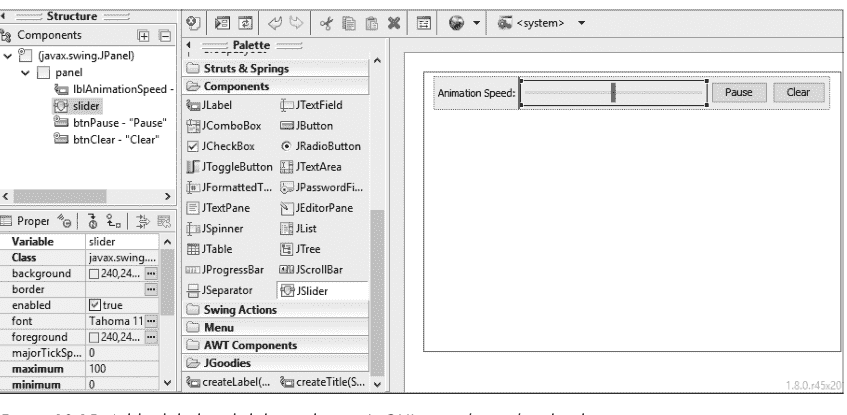 Structure
Components
(javax.swing.JPanel)
panel
lblAnimationSpeed -
slider
btnPause - "Pause"
btnClear - "Clear"
Proper
Variable slider
Class javax.swing....
background 240,24... ...
border ...
enabled true
font Tahoma 11 ...
foreground 240,24... ...
majorTickSp... 0
maximum 100
minimum 0
<system>
Palette
Struts & Springs
Components
JLabel JTextField
JComboBox JButton
JCheckBox JRadioButton
JToggleButton JTextArea
JFormattedT... JPasswordFi...
JTextPane JEditorPane
JSpinner JList
JTable JTree
JProgressBar JScrollBar
JSeparator JSlider
Swing Actions
Menu
AWT Components
JGoodies
createLabel(... createTitle(S...
Animation Speed: Pause Clear
1.8.0.r45x20